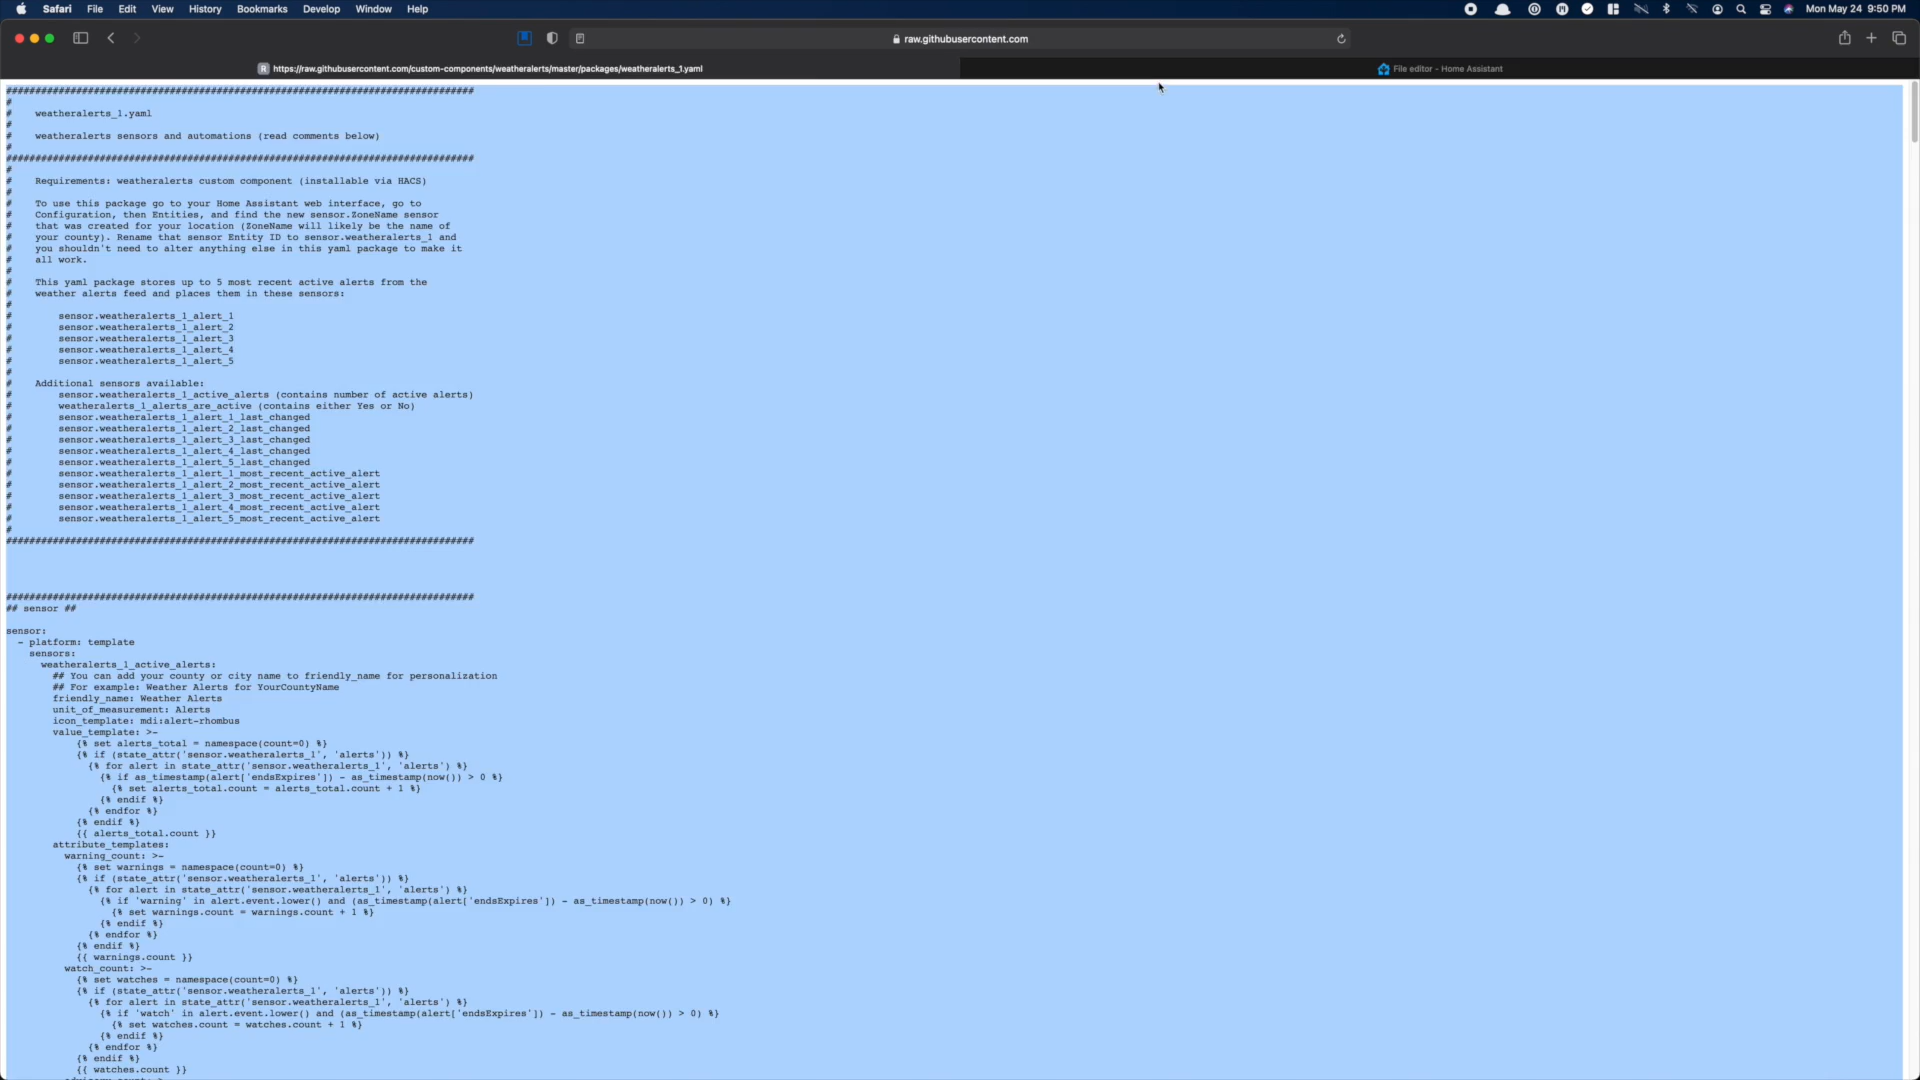 Safari File Edit View History Bookmarks Develop Window Help
Mon May 24 9:50 PM
raw.githubusercontent.com
R https://raw.githubusercontent.com/custom-components/weatheralerts/master/packages/weatheralerts_1.yaml
File editor - Home Assistant
################################################################################
#
# weatheralerts_1.yaml
#
# weatheralerts sensors and automations (read comments below)
#
################################################################################
#
# Requirements: weatheralerts custom component (installable via HACS)
#
# To use this package go to your Home Assistant web interface, go to
# Configuration, then Entities, and find the new sensor.ZoneName sensor
# that was created for your location (ZoneName will likely be the name of
# your county). Rename that sensor Entity ID to sensor.weatheralerts_1 and
# you shouldn't need to alter anything else in this yaml package to make it
# all work.
#
# This yaml package stores up to 5 most recent active alerts from the
# weather alerts feed and places them in these sensors:
#
# sensor.weatheralerts_1_alert_1
# sensor.weatheralerts_1_alert_2
# sensor.weatheralerts_1_alert_3
# sensor.weatheralerts_1_alert_4
# sensor.weatheralerts_1_alert_5
#
# Additional sensors available:
# sensor.weatheralerts_1_active_alerts (contains number of active alerts)
# weatheralerts_1_alerts_are_active (contains either Yes or No)
# sensor.weatheralerts_1_alert_1_last_changed
# sensor.weatheralerts_1_alert_2_last_changed
# sensor.weatheralerts_1_alert_3_last_changed
# sensor.weatheralerts_1_alert_4_last_changed
# sensor.weatheralerts_1_alert_5_last_changed
# sensor.weatheralerts_1_alert_1_most_recent_active_alert
# sensor.weatheralerts_1_alert_2_most_recent_active_alert
# sensor.weatheralerts_1_alert_3_most_recent_active_alert
# sensor.weatheralerts_1_alert_4_most_recent_active_alert
# sensor.weatheralerts_1_alert_5_most_recent_active_alert
#
################################################################################
################################################################################
## sensor ##
sensor:
- platform: template
sensors:
weatheralerts_1_active_alerts:
## You can add your county or city name to friendly_name for personalization
## For example: Weather Alerts for YourCountyName
friendly_name: Weather Alerts
unit_of_measurement: Alerts
icon_template: mdi:alert-rhombus
value_template: >-
{% set alerts_total = namespace(count=0) %}
{% if (state_attr('sensor.weatheralerts_1', 'alerts')) %}
{% for alert in state_attr('sensor.weatheralerts_1', 'alerts') %}
{% if as_timestamp(alert['endsExpires']) - as_timestamp(now()) > 0 %}
{% set alerts_total.count = alerts_total.count + 1 %}
{% endif %}
{% endfor %}
{% endif %}
{{ alerts_total.count }}
attribute_templates:
warning_count: >-
{% set warnings = namespace(count=0) %}
{% if (state_attr('sensor.weatheralerts_1', 'alerts')) %}
{% for alert in state_attr('sensor.weatheralerts_1', 'alerts') %}
{% if 'warning' in alert.event.lower() and (as_timestamp(alert['endsExpires']) - as_timestamp(now()) > 0) %}
{% set warnings.count = warnings.count + 1 %}
{% endif %}
{% endfor %}
{% endif %}
{{ warnings.count }}
watch_count: >-
{% set watches = namespace(count=0) %}
{% if (state_attr('sensor.weatheralerts_1', 'alerts')) %}
{% for alert in state_attr('sensor.weatheralerts_1', 'alerts') %}
{% if 'watch' in alert.event.lower() and (as_timestamp(alert['endsExpires']) - as_timestamp(now()) > 0) %}
{% set watches.count = watches.count + 1 %}
{% endif %}
{% endfor %}
{% endif %}
{{ watches.count }}